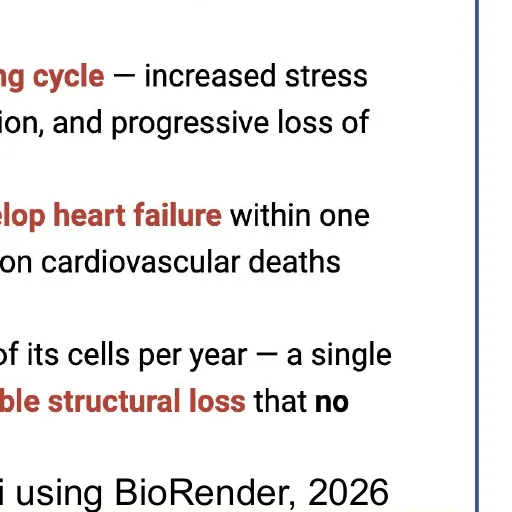 ng cycle — increased stress
ion, and progressive loss of
elop heart failure within one
on cardiovascular deaths
of its cells per year — a single
ble structural loss that no
i using BioRender, 2026